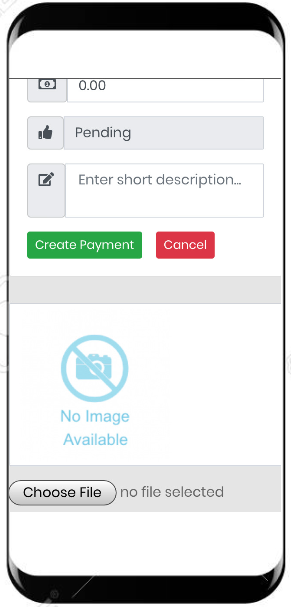 0.00
Pending
Enter short description...
Create Payment Cancel
No Image
Available
Choose File no file selected